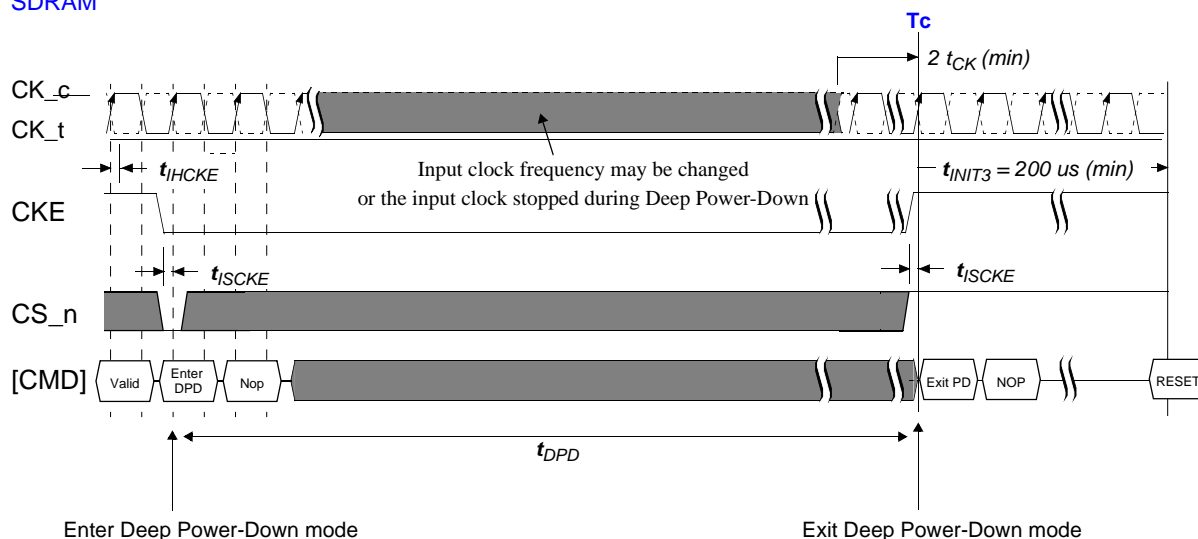 SDRAM
Tc
2 tCK (min)
CK_c
CK_t
Input clock frequency may be changed
or the input clock stopped during Deep Power-Down
tIHCKE
tINIT3 = 200 us (min)
CKE
tISCKE
tISCKE
CS_n
[CMD]
Valid
Enter
DPD
Nop
Exit PD
NOP
RESET
tDPD
Enter Deep Power-Down mode
Exit Deep Power-Down mode